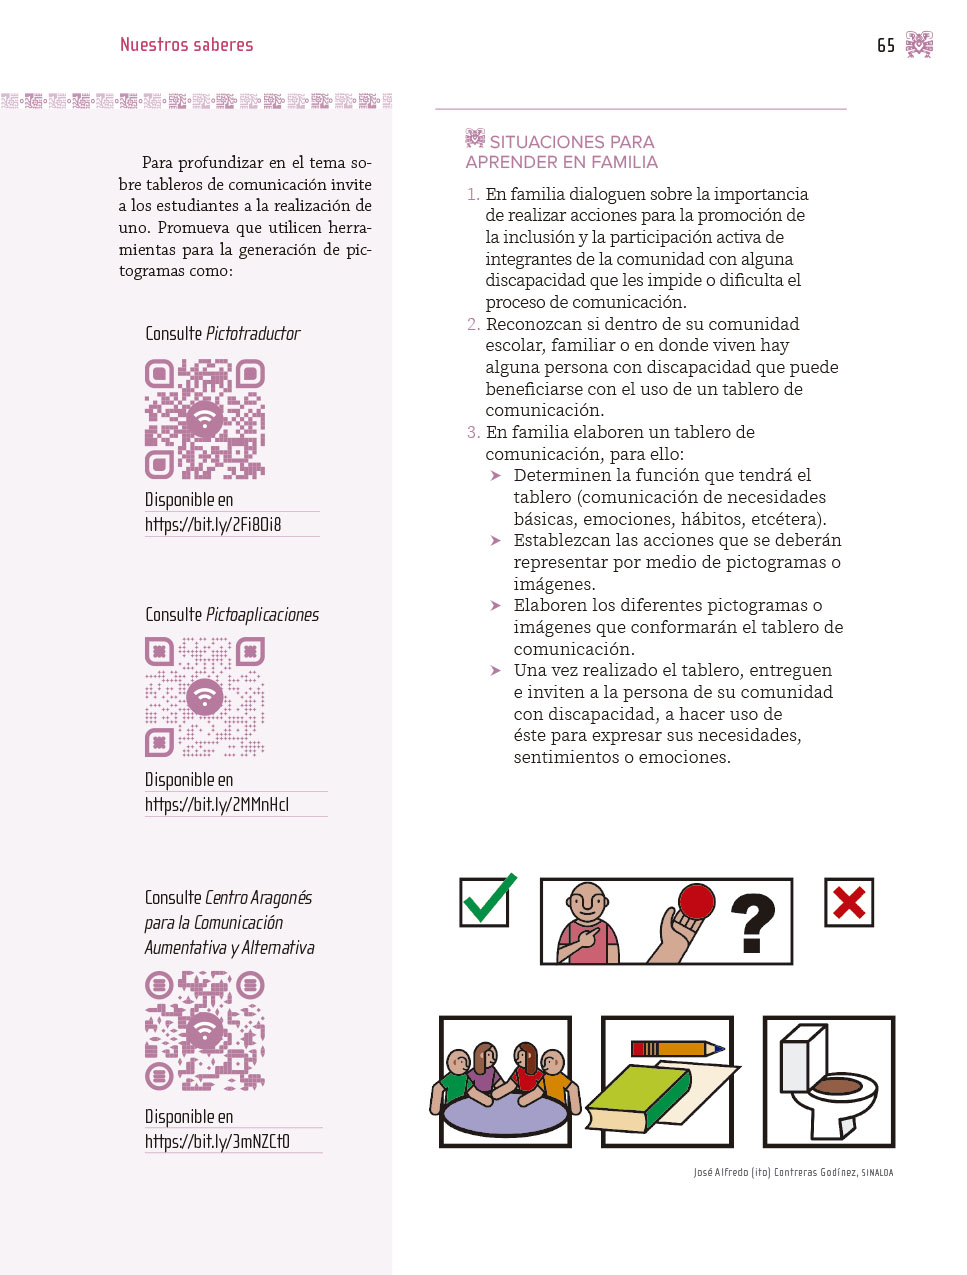 Nuestros saberes
65
Para profundizar en el tema so-
bre tableros de comunicación invite
a los estudiantes a la realización de
uno. Promueva que utilicen herra-
mientas para la generación de pic-
togramas como:
Consulte Pictotraductor
Disponible en
https://bit.ly/2Fi8Oi8
Consulte Pictoaplicaciones
Disponible en
https://bit.ly/2MMnHcl
Consulte Centro Aragonés
para la Comunicación
Aumentativa y Alternativa
Disponible en
https://bit.ly/3mNZCtO
SITUACIONES PARA
APRENDER EN FAMILIA
1. En familia dialoguen sobre la importancia
de realizar acciones para la promoción de
la inclusión y la participación activa de
integrantes de la comunidad con alguna
discapacidad que les impide o dificulta el
proceso de comunicación.
2. Reconozcan si dentro de su comunidad
escolar, familiar o en donde viven hay
alguna persona con discapacidad que puede
beneficiarse con el uso de un tablero de
comunicación.
3. En familia elaboren un tablero de
comunicación, para ello:
➤ Determinen la función que tendrá el
tablero (comunicación de necesidades
básicas, emociones, hábitos, etcétera).
➤ Establezcan las acciones que se deberán
representar por medio de pictogramas o
imágenes.
➤ Elaboren los diferentes pictogramas o
imágenes que conformarán el tablero de
comunicación.
➤ Una vez realizado el tablero, entreguen
e inviten a la persona de su comunidad
con discapacidad, a hacer uso de
éste para expresar sus necesidades,
sentimientos o emociones.
?
José Alfredo (ito) Contreras Godínez, SINALOA